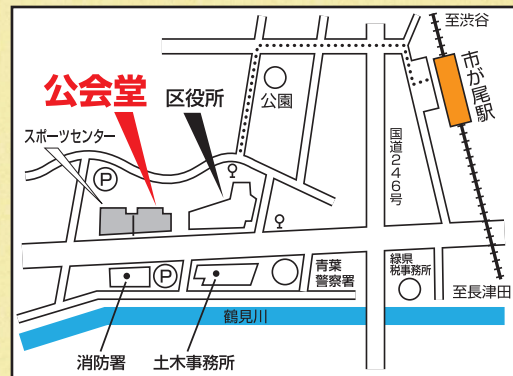 至渋谷
市が尾駅
公会堂
区役所
公園
スポーツセンター
P
国道246号
P
青葉
警察署
緑県
税事務所
至長津田
鶴見川
消防署
土木事務所